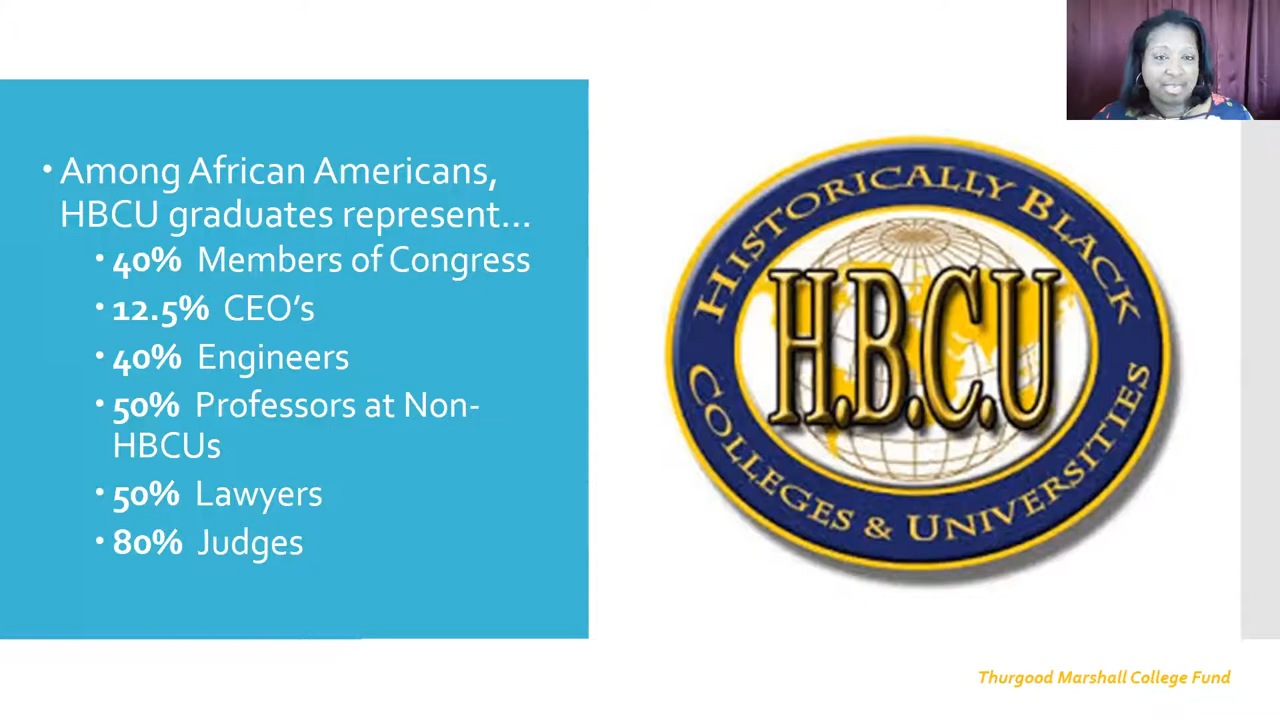 • Among African Americans,
HBCU graduates represent...
• 40% Members of Congress
• 12.5% CEO’s
• 40% Engineers
• 50% Professors at Non-
HBCUs
• 50% Lawyers
• 80% Judges
HISTORICALLY BLACK
H.B.C.U
COLLEGES & UNIVERSITIES
Thurgood Marshall College Fund